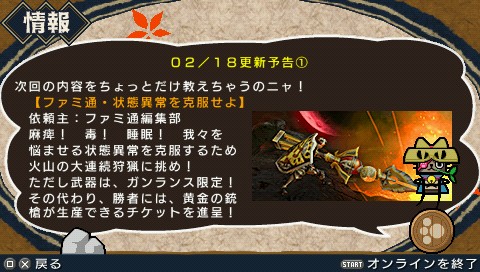 情報
02/18更新予告①
次回の内容をちょっとだけ教えちゃうのニャ!
【ファミ通・状態異常を克服せよ】
依頼主:ファミ通編集部
麻痺! 毒! 睡眠! 我々を
悩ませる状態異常を克服するため
火山の大連続狩猟に挑め!
ただし武器は、ガンランス限定!
その代わり、勝者には、黄金の銃
槍が生産できるチケットを進呈!
戻る
START オンラインを終了